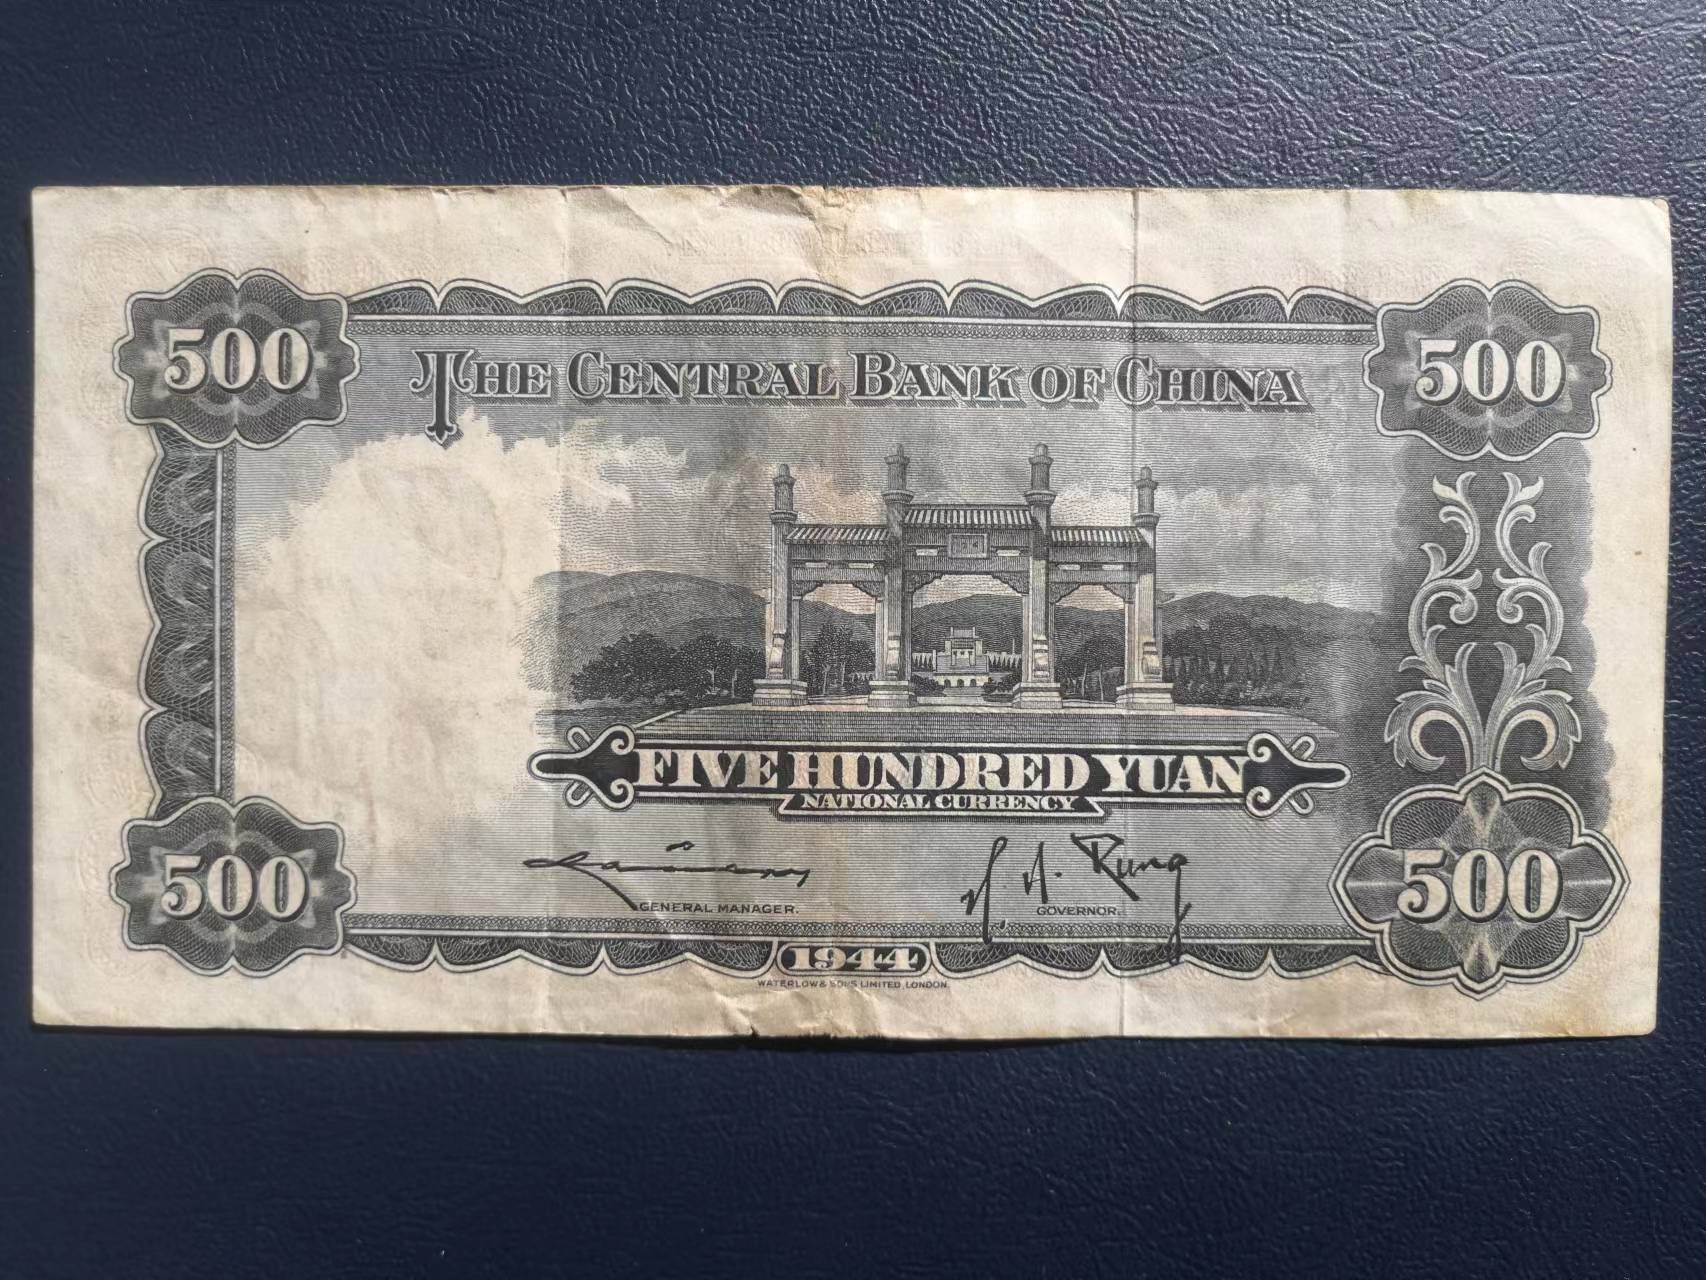 500
500
THE CENTRAL BANK OF CHINA
FIVE HUNDRED YUAN
NATIONAL CURRENCY
GENERAL MANAGER.
H. H. Kung
GOVERNOR.
500
500
1944
WATERLOW & SONS LIMITED, LONDON.